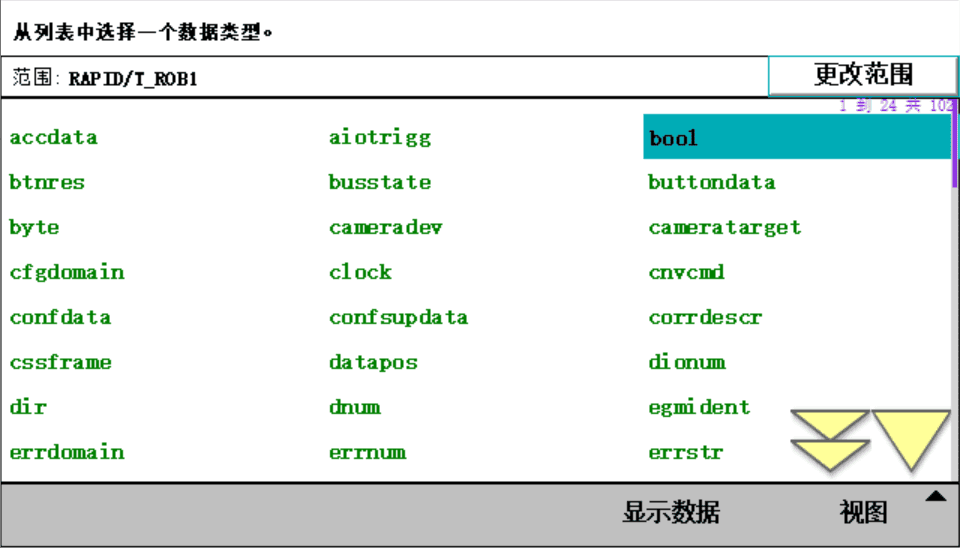 从列表中选择一个数据类型。
范围: RAPID/T_ROB1 更改范围
1 到 24 共 102
accdata aiotrigg bool
btnres busstate buttondata
byte cameradev cameratarget
cfgdomain clock cnvcmd
confdata confsupdata corrdescr
cssframe datapos dionum
dir dnum egmident
errdomain errnum errstr
显示数据 视图